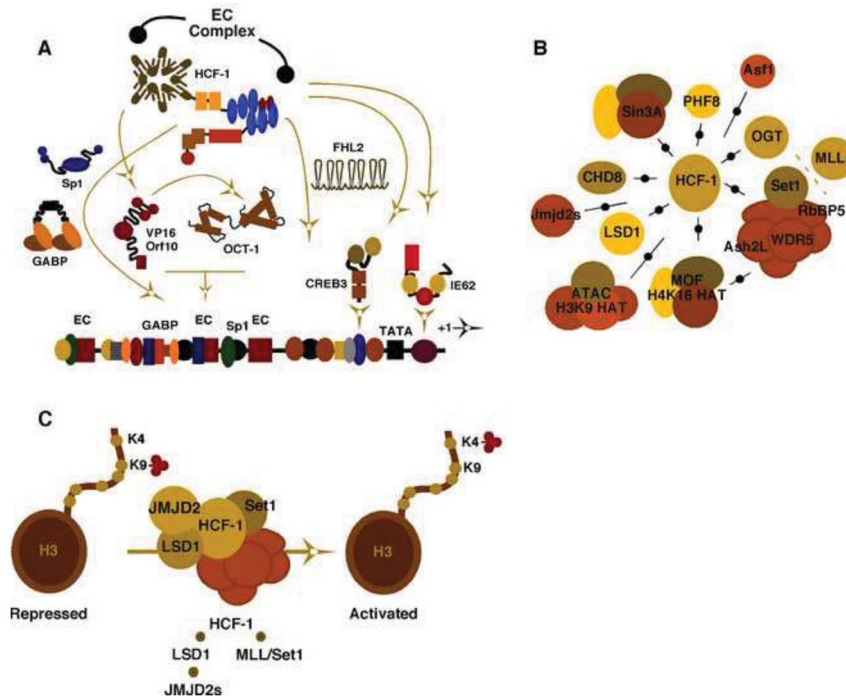 A
EC
Complex
HCF-1
Sp1
GABP
VP16
Orf10
OCT-1
FHL2
CREB3
IE62
EC
GABP
EC
Sp1
EC
TATA
+1
B
Asf1
PHF8
Sin3A
OGT
MLL
CHD8
HCF-1
Set1
Jmjd2s
LSD1
RbBP5
Ash2L
WDR5
ATAC
H3K9 HAT
MOF
H4K16 HAT
C
K4
K9
H3
Repressed
JMJD2
Set1
HCF-1
LSD1
HCF-1
LSD1
MLL/Set1
JMJD2s
K4
K9
H3
Activated